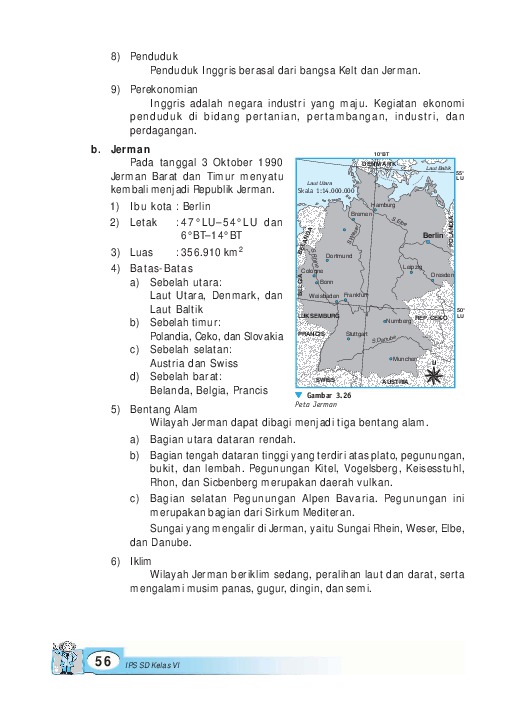 8) Penduduk
Penduduk Inggris berasal dari bangsa Kelt dan Jerman.
9) Perekonomian
Inggris adalah negara industri yang maju. Kegiatan ekonomi
penduduk di bidang pertanian, pertambangan, industri, dan
perdagangan.
b. Jerman
Pada tanggal 3 Oktober 1990
Jerman Barat dan Timur menyatu
kembali menjadi Republik Jerman.
1) Ibu kota : Berlin
2) Letak : 47°LU–54°LU dan
6°BT–14°BT
3) Luas : 356.910 km²
4) Batas-Batas
a) Sebelah utara:
Laut Utara, Denmark, dan
Laut Baltik
b) Sebelah timur:
Polandia, Ceko, dan Slovakia
c) Sebelah selatan:
Austria dan Swiss
d) Sebelah barat:
Belanda, Belgia, Prancis
10°BT
DENMARK
Laut Baltik
55°
LU
Laut Utara
Skala 1:14.000.000
Hamburg
Bremen
S Elbe
Berlin
POLANDIA
BELANDA
Dortmund
Leipzig
Dresden
Cologne
Bonn
BELGIA
Weisbaden
Frankfurt
50°
LU
LUKSEMBURG
REP. CEKO
Nurnberg
PRANCIS
Stuttgart
S Danube
Munchen
U
SWISS
AUSTRIA
Gambar 3.26
Peta Jerman
5) Bentang Alam
Wilayah Jerman dapat dibagi menjadi tiga bentang alam.
a) Bagian utara dataran rendah.
b) Bagian tengah dataran tinggi yang terdiri atas plato, pegunungan,
bukit, dan lembah. Pegunungan Kitel, Vogelsberg, Keisesstuhl,
Rhon, dan Sicbenberg merupakan daerah vulkan.
c) Bagian selatan Pegunungan Alpen Bavaria. Pegunungan ini
merupakan bagian dari Sirkum Mediteran.
Sungai yang mengalir di Jerman, yaitu Sungai Rhein, Weser, Elbe,
dan Danube.
6) Iklim
Wilayah Jerman beriklim sedang, peralihan laut dan darat, serta
mengalami musim panas, gugur, dingin, dan semi.
56
IPS SD Kelas VI